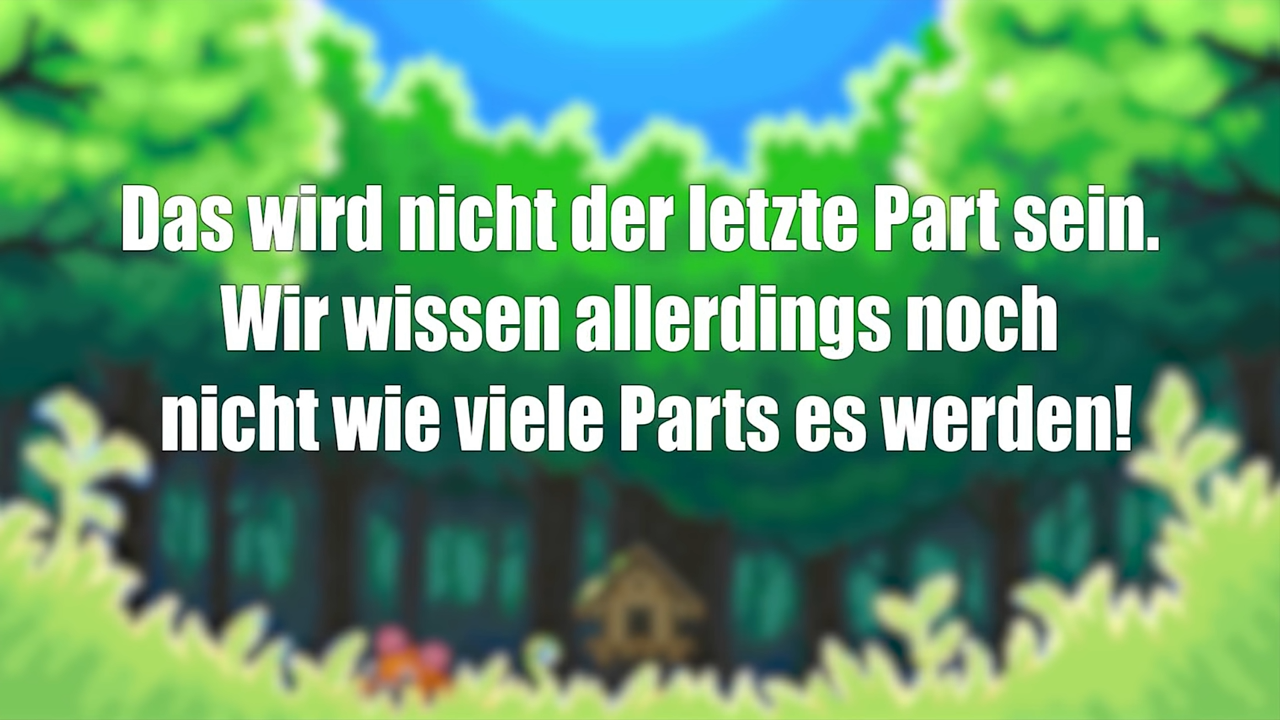 Das wird nicht der letzte Part sein.
Wir wissen allerdings noch
nicht wie viele Parts es werden!